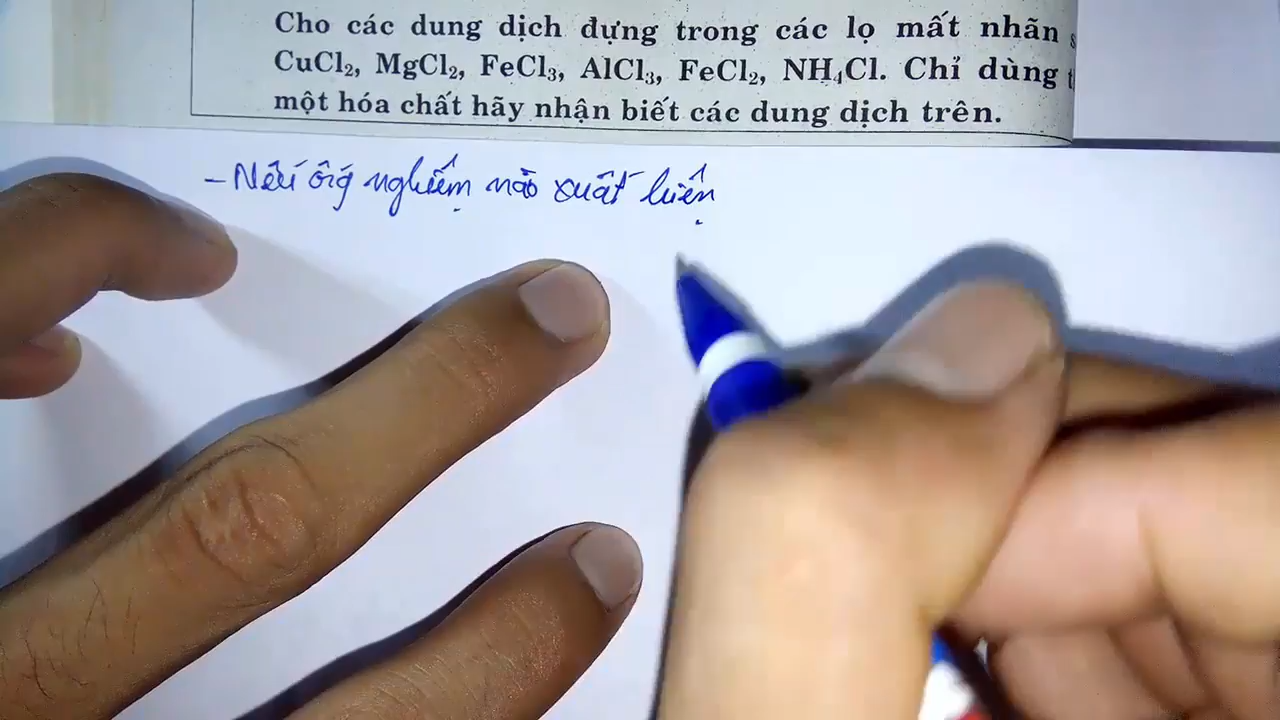 Cho các dung dịch đựng trong các lọ mất nhãn
CuCl₂, MgCl₂, FeCl₃, AlCl₃, FeCl₂, NH₄Cl. Chỉ dùng
một hóa chất hãy nhận biết các dung dịch trên.
- Nếu ống nghiệm nào xuất hiện